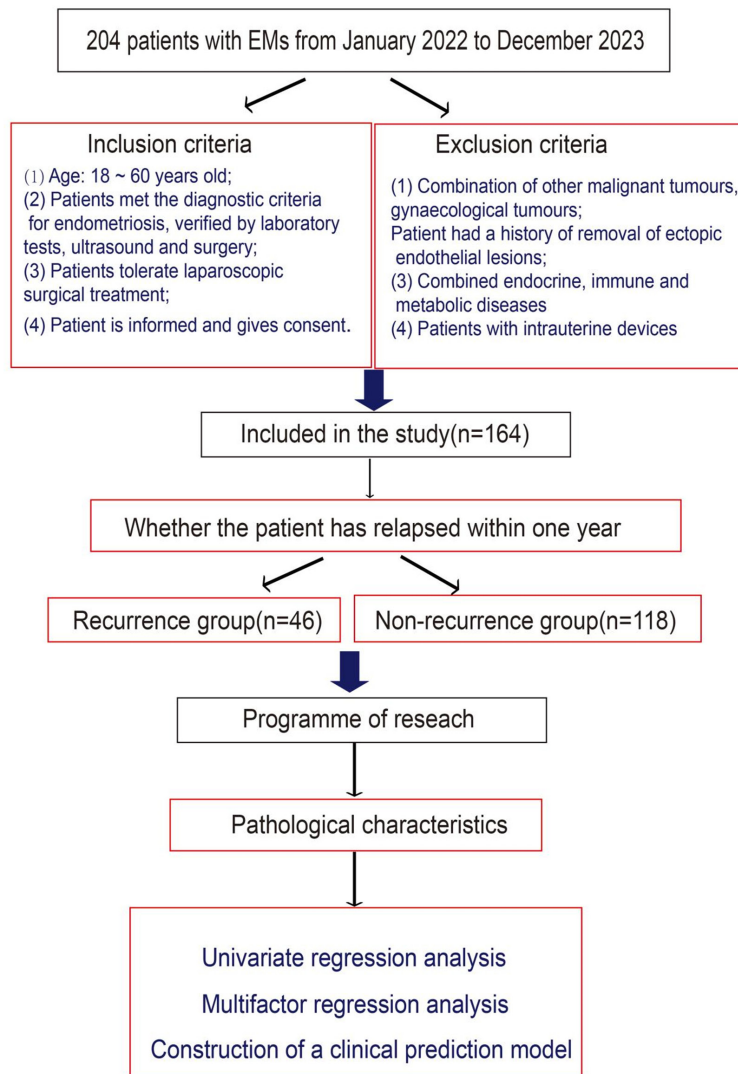 204 patients with EMs from January 2022 to December 2023
Inclusion criteria
(1) Age: 18 ~ 60 years old;
(2) Patients met the diagnostic criteria
for endometriosis, verified by laboratory
tests, ultrasound and surgery;
(3) Patients tolerate laparoscopic
surgical treatment;
(4) Patient is informed and gives consent.
Exclusion criteria
(1) Combination of other malignant tumours,
gynaecological tumours;
Patient had a history of removal of ectopic
endothelial lesions;
(3) Combined endocrine, immune and
metabolic diseases
(4) Patients with intrauterine devices
Included in the study(n=164)
Whether the patient has relapsed within one year
Recurrence group(n=46)
Non-recurrence group(n=118)
Programme of reseach
Pathological characteristics
Univariate regression analysis
Multifactor regression analysis
Construction of a clinical prediction model